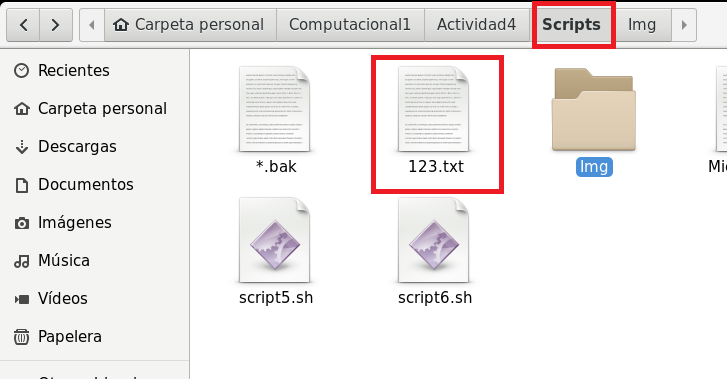 Carpeta personal Computacional1 Actividad4 Scripts Img
Recientes
Carpeta personal
Descargas
Documentos
Imágenes
Música
Vídeos
Papelera
*.bak 123.txt Img
script5.sh script6.sh